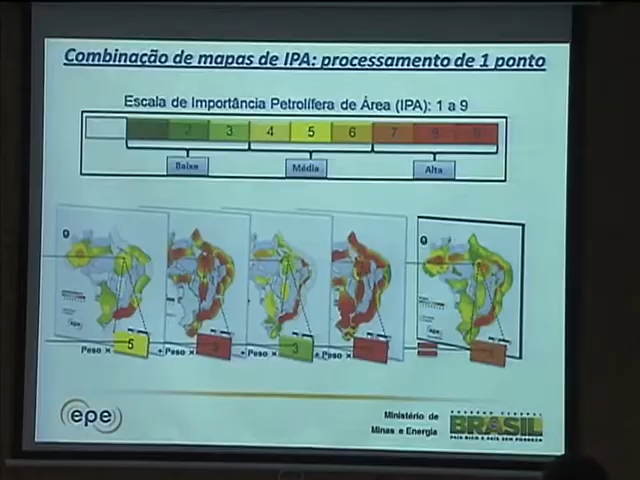 Combinação de mapas de IPA: processamento de 1 ponto
Escala de Importância Petrolífera de Área (IPA): 1 a 9
2 3 4 5 6 7 8 9
Baixa Média Alta
Peso × 5 + Peso × + Peso × 3 + Peso ×
epe
Ministério de
Minas e Energia
GOVERNO FEDERAL
BRASIL
PAÍS RICO É PAÍS SEM POBREZA